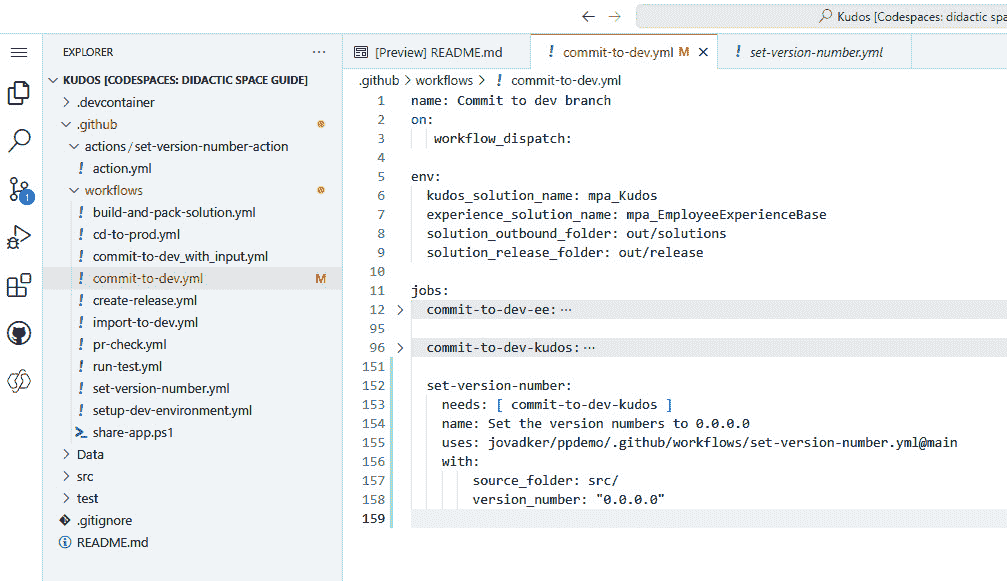 Kudos [Codespaces: didactic spa
EXPLORER ···
KUDOS [CODESPACES: DIDACTIC SPACE GUIDE]
.devcontainer
.github
actions/set-version-number-action
action.yml
workflows
build-and-pack-solution.yml
cd-to-prod.yml
commit-to-dev_with_input.yml
commit-to-dev.yml M
create-release.yml
import-to-dev.yml
pr-check.yml
run-test.yml
set-version-number.yml
setup-dev-environment.yml
share-app.ps1
Data
src
test
.gitignore
README.md
1
[Preview] README.md
commit-to-dev.yml M
set-version-number.yml
.github > workflows > ! commit-to-dev.yml
1 name: Commit to dev branch
2 on:
3 workflow_dispatch:
4
5 env:
6 kudos_solution_name: mpa_Kudos
7 experience_solution_name: mpa_EmployeeExperienceBase
8 solution_outbound_folder: out/solutions
9 solution_release_folder: out/release
10
11 jobs:
12 commit-to-dev-ee: ···
95
96 commit-to-dev-kudos: ···
151
152 set-version-number:
153 needs: [ commit-to-dev-kudos ]
154 name: Set the version numbers to 0.0.0.0
155 uses: jovadker/ppdemo/.github/workflows/set-version-number.yml@main
156 with:
157 source_folder: src/
158 version_number: "0.0.0.0"
159